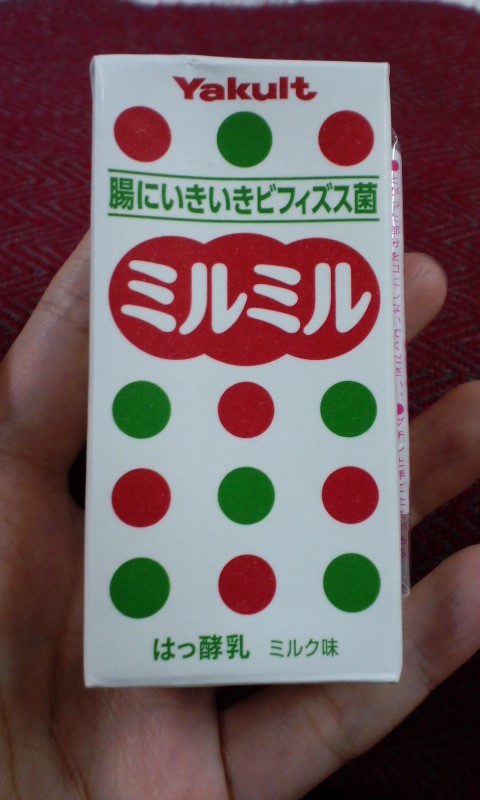 Yakult
腸にいきいきビフィズス菌
ミルミル
はっ酵乳 ミルク味